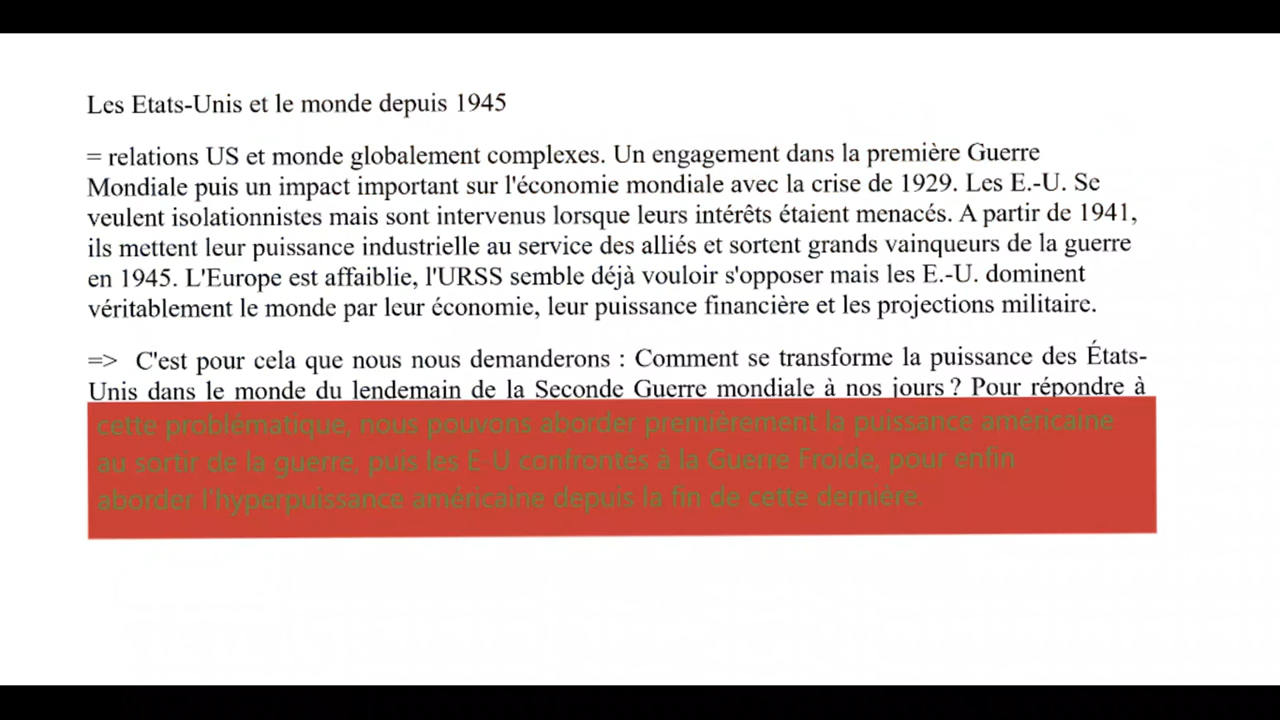 Les Etats-Unis et le monde depuis 1945
= relations US et monde globalement complexes. Un engagement dans la première Guerre
Mondiale puis un impact important sur l'économie mondiale avec la crise de 1929. Les E.-U. Se
veulent isolationnistes mais sont intervenus lorsque leurs intérêts étaient menacés. A partir de 1941,
ils mettent leur puissance industrielle au service des alliés et sortent grands vainqueurs de la guerre
en 1945. L'Europe est affaiblie, l'URSS semble déjà vouloir s'opposer mais les E.-U. dominent
véritablement le monde par leur économie, leur puissance financière et les projections militaire.
=> C'est pour cela que nous nous demanderons : Comment se transforme la puissance des États-
Unis dans le monde du lendemain de la Seconde Guerre mondiale à nos jours ? Pour répondre à
cette problématique, nous pouvons aborder premièrement la puissance américaine
au sortir de la guerre, puis les E-U confrontés à la Guerre Froide, pour enfin
aborder l'hyperpuissance américaine depuis la fin de cette dernière.